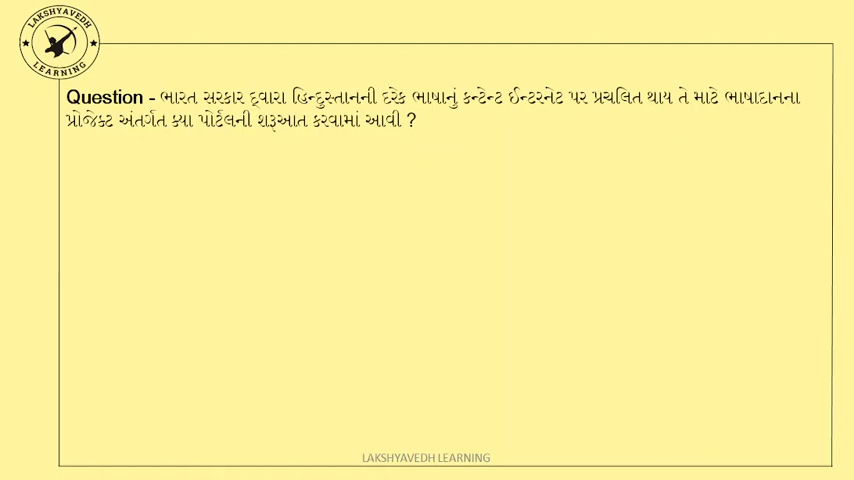 LAKSHYAVEDH
LEARNING
Question - ભારત સરકાર દ્વારા હિન્દુસ્તાનની દરેક ભાષાનું કન્ટેન્ટ ઈન્ટરનેટ પર પ્રચલિત થાય તે માટે ભાષાદાનના
પ્રોજેક્ટ અંતર્ગત ક્યા પોર્ટલની શરૂઆત કરવામાં આવી ?
LAKSHYAVEDH LEARNING